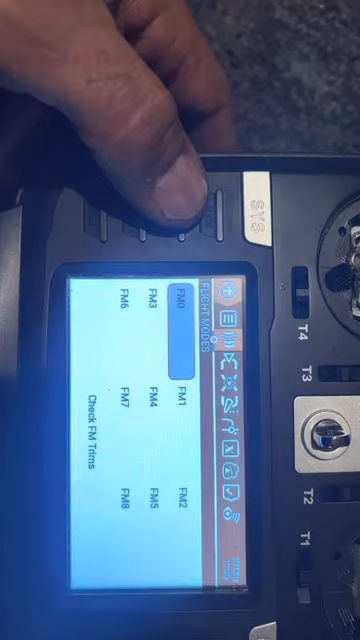 SYS
T4
T3
T2
T1
FLIGHT MODES
FM0 FM1 FM2
FM3 FM4 FM5
FM6 FM7 FM8
Check FM Trims